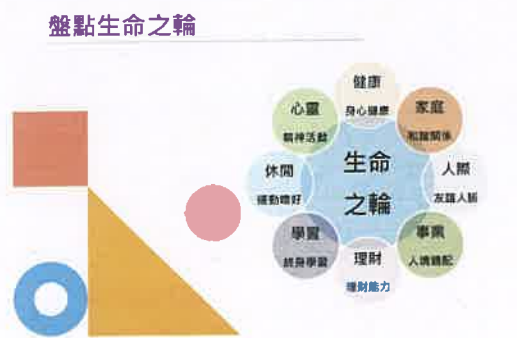 盤點生命之輪
健康
身心健康
心靈
精神活動
家庭
和諧關係
休閒
運動嗜好
生命
之輪
人際
友誼人脈
學習
終身學習
事業
人境適配
理財
理財能力